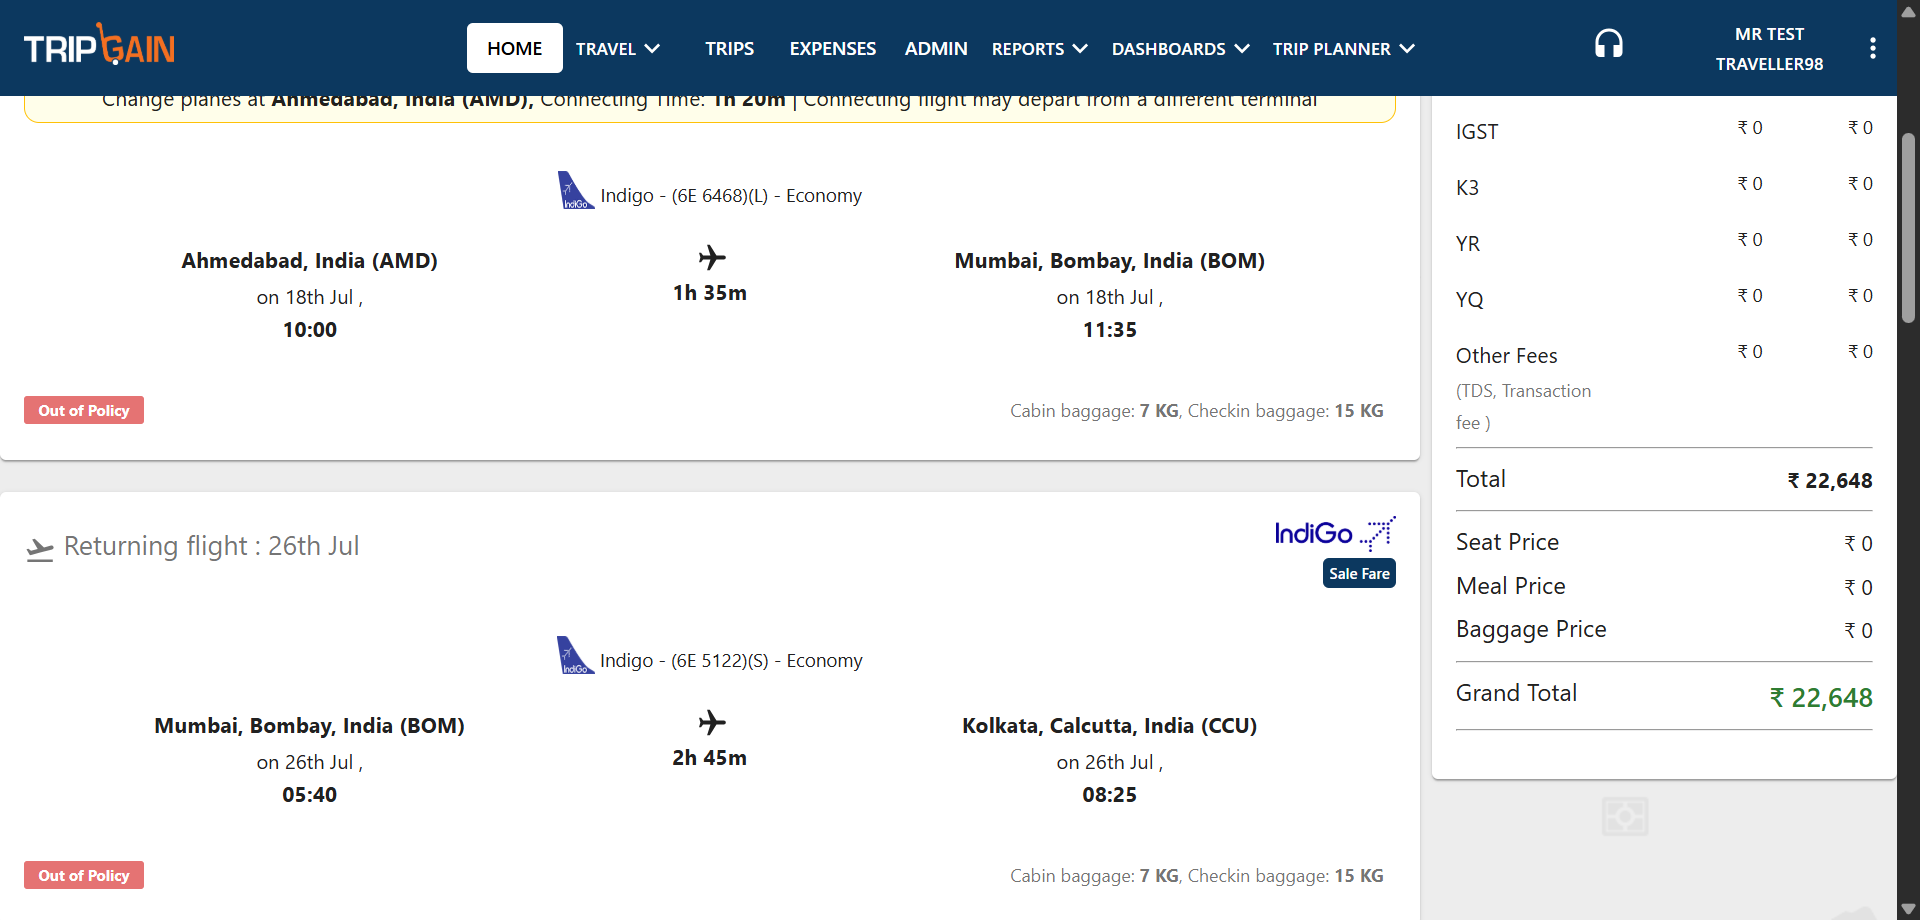 TRIPGAIN
HOME TRAVEL TRIPS EXPENSES ADMIN REPORTS DASHBOARDS TRIP PLANNER
MR TEST
TRAVELLER98
Change planes at Ahmedabad, India (AMD), Connecting Time: 1h 20m | Connecting flight may depart from a different terminal
IndiGo
Indigo - (6E 6468)(L) - Economy
Ahmedabad, India (AMD)
on 18th Jul ,
10:00
1h 35m
Mumbai, Bombay, India (BOM)
on 18th Jul ,
11:35
Out of Policy
Cabin baggage: 7 KG, Checkin baggage: 15 KG
Returning flight : 26th Jul
IndiGo
Sale Fare
IndiGo
Indigo - (6E 5122)(S) - Economy
Mumbai, Bombay, India (BOM)
on 26th Jul ,
05:40
2h 45m
Kolkata, Calcutta, India (CCU)
on 26th Jul ,
08:25
Out of Policy
Cabin baggage: 7 KG, Checkin baggage: 15 KG
IGST ₹ 0 ₹ 0
K3 ₹ 0 ₹ 0
YR ₹ 0 ₹ 0
YQ ₹ 0 ₹ 0
Other Fees ₹ 0 ₹ 0
(TDS, Transaction
fee )
Total ₹ 22,648
Seat Price ₹ 0
Meal Price ₹ 0
Baggage Price ₹ 0
Grand Total ₹ 22,648